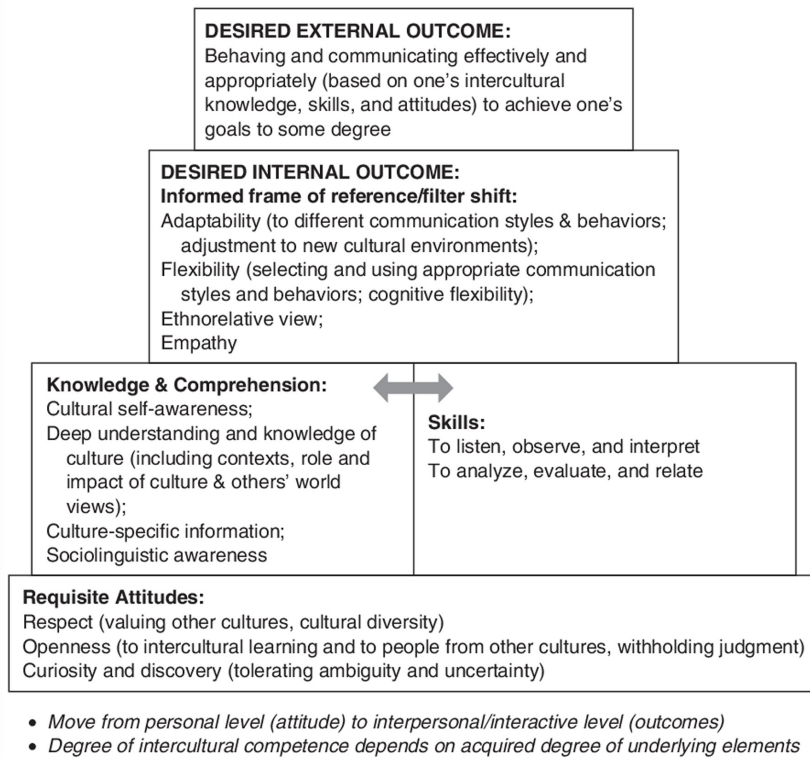 DESIRED EXTERNAL OUTCOME:
Behaving and communicating effectively and
appropriately (based on one’s intercultural
knowledge, skills, and attitudes) to achieve one’s
goals to some degree
DESIRED INTERNAL OUTCOME:
Informed frame of reference/filter shift:
Adaptability (to different communication styles & behaviors;
adjustment to new cultural environments);
Flexibility (selecting and using appropriate communication
styles and behaviors; cognitive flexibility);
Ethnorelative view;
Empathy
Knowledge & Comprehension:
Cultural self-awareness;
Deep understanding and knowledge of
culture (including contexts, role and
impact of culture & others’ world
views);
Culture-specific information;
Sociolinguistic awareness
Skills:
To listen, observe, and interpret
To analyze, evaluate, and relate
Requisite Attitudes:
Respect (valuing other cultures, cultural diversity)
Openness (to intercultural learning and to people from other cultures, withholding judgment)
Curiosity and discovery (tolerating ambiguity and uncertainty)
• Move from personal level (attitude) to interpersonal/interactive level (outcomes)
• Degree of intercultural competence depends on acquired degree of underlying elements